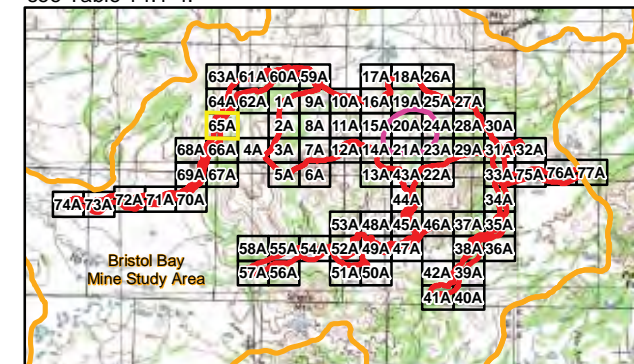 63A 61A 60A 59A 17A 18A 26A
64A 62A 1A 9A 10A 16A 19A 25A 27A
65A 2A 8A 11A 15A 20A 24A 28A 30A
68A 66A 4A 3A 7A 12A 14A 21A 23A 29A 31A 32A
69A 67A 5A 6A 13A 43A 22A 33A 75A 76A 77A
74A 73A 72A 71A 70A 44A 34A
53A 48A 45A 46A 37A 35A
58A 55A 54A 52A 49A 47A 38A 36A
Bristol Bay
Mine Study Area
57A 56A 51A 50A 42A 39A
41A 40A